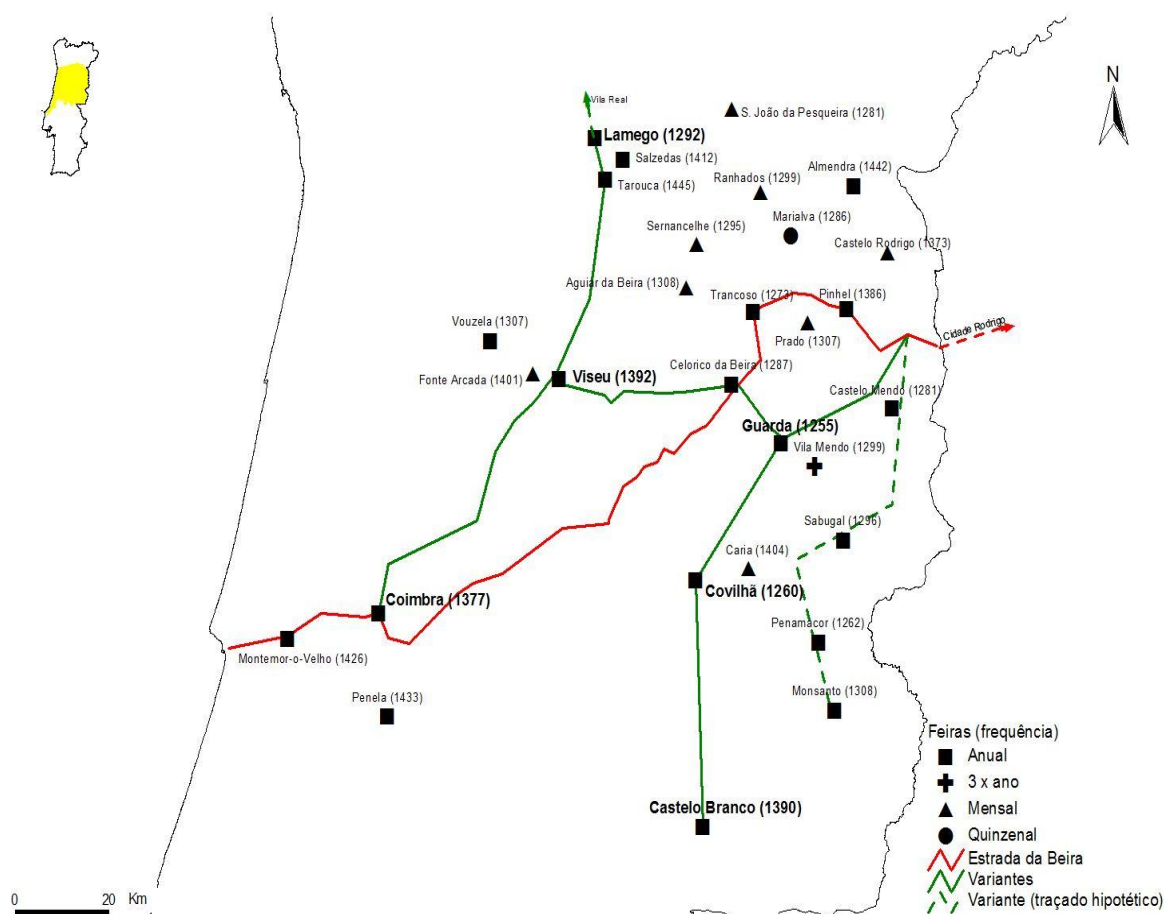 N
Vila Real
S. João da Pesqueira (1281)
Lamego (1292)
Salzedas (1412)
Almendra (1442)
Ranhados (1299)
Tarouca (1445)
Marialva (1286)
Sernancelhe (1295)
Castelo Rodrigo (1373)
Aguiar da Beira (1308)
Trancoso (1273)
Pinhel (1386)
Vouzela (1307)
Prado (1307)
Cidade Rodrigo
Celorico da Beira (1287)
Fonte Arcada (1401)
Viseu (1392)
Castelo Mendo (1281)
Guarda (1255)
Vila Mendo (1299)
Sabugal (1296)
Caria (1404)
Covilhã (1260)
Coimbra (1377)
Penamacor (1262)
Montemor-o-Velho (1426)
Monsanto (1308)
Penela (1433)
Castelo Branco (1390)
Feiras (frequência)
Anual
3 x ano
Mensal
Quinzenal
Estrada da Beira
Variantes
Variante (traçado hipotético)
0 20 Km